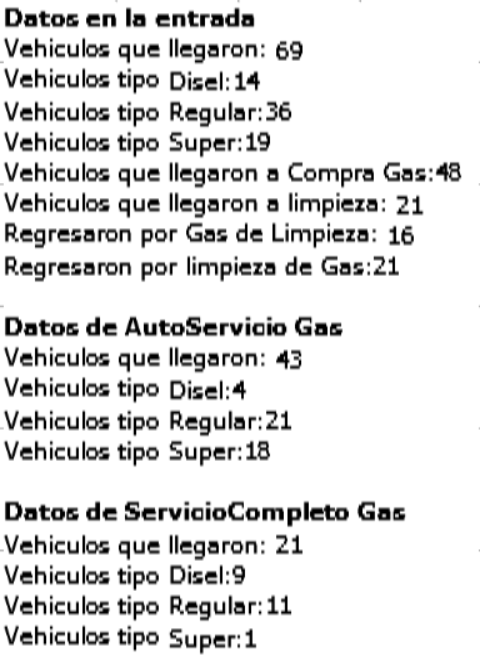 Datos en la entrada
Vehiculos que llegaron: 69
Vehiculos tipo Disel:14
Vehiculos tipo Regular:36
Vehiculos tipo Super:19
Vehiculos que llegaron a Compra Gas:48
Vehiculos que llegaron a limpieza: 21
Regresaron por Gas de Limpieza: 16
Regresaron por limpieza de Gas:21
Datos de AutoServicio Gas
Vehiculos que llegaron: 43
Vehiculos tipo Disel:4
Vehiculos tipo Regular:21
Vehiculos tipo Super:18
Datos de ServicioCompleto Gas
Vehiculos que llegaron: 21
Vehiculos tipo Disel:9
Vehiculos tipo Regular:11
Vehiculos tipo Super:1